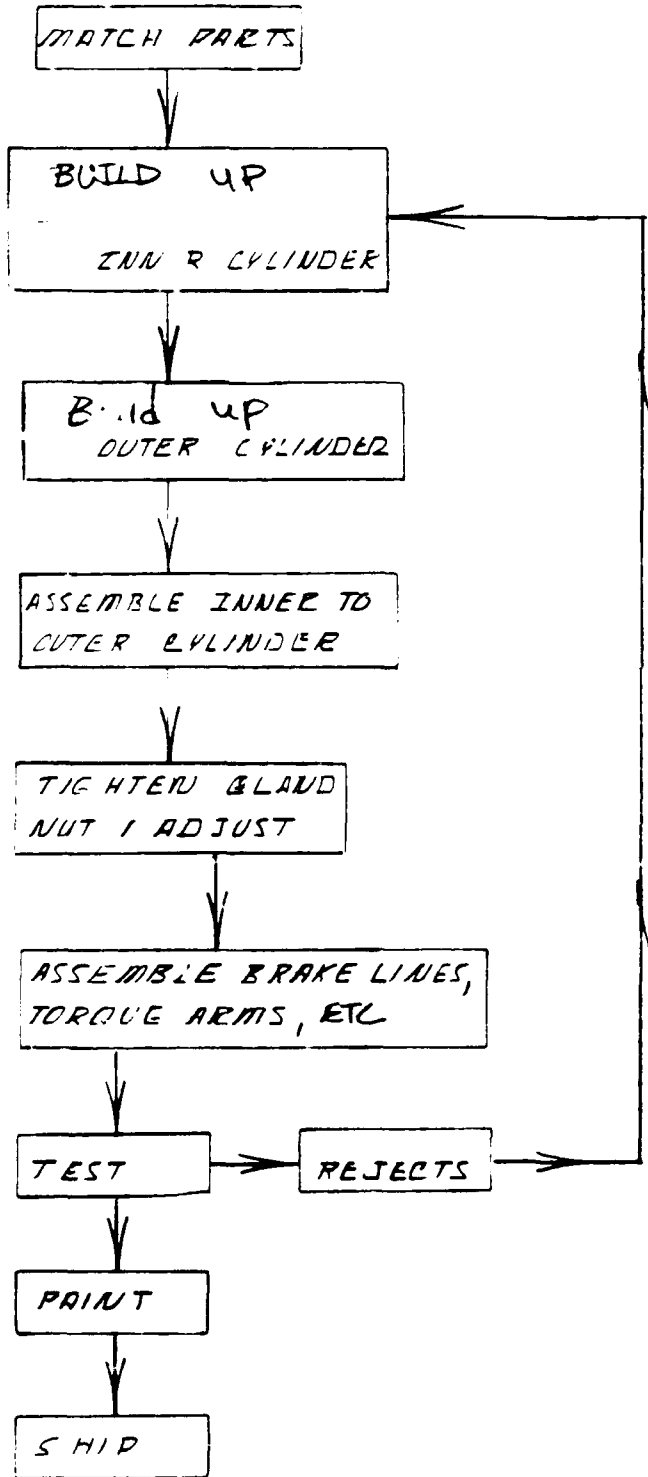 MATCH PARTS
BUILD UP
INN R CYLINDER
UP
OUTER CYLINDER
ASSEMBLE INNER TO
OUTER CYLINDER
TIGHTEN GLAND
NUT & ADJUST
ASSEMBLE BRAKE LINES,
TORQUE ARMS, ETC
TEST
REJECTS
PAINT
SHIP